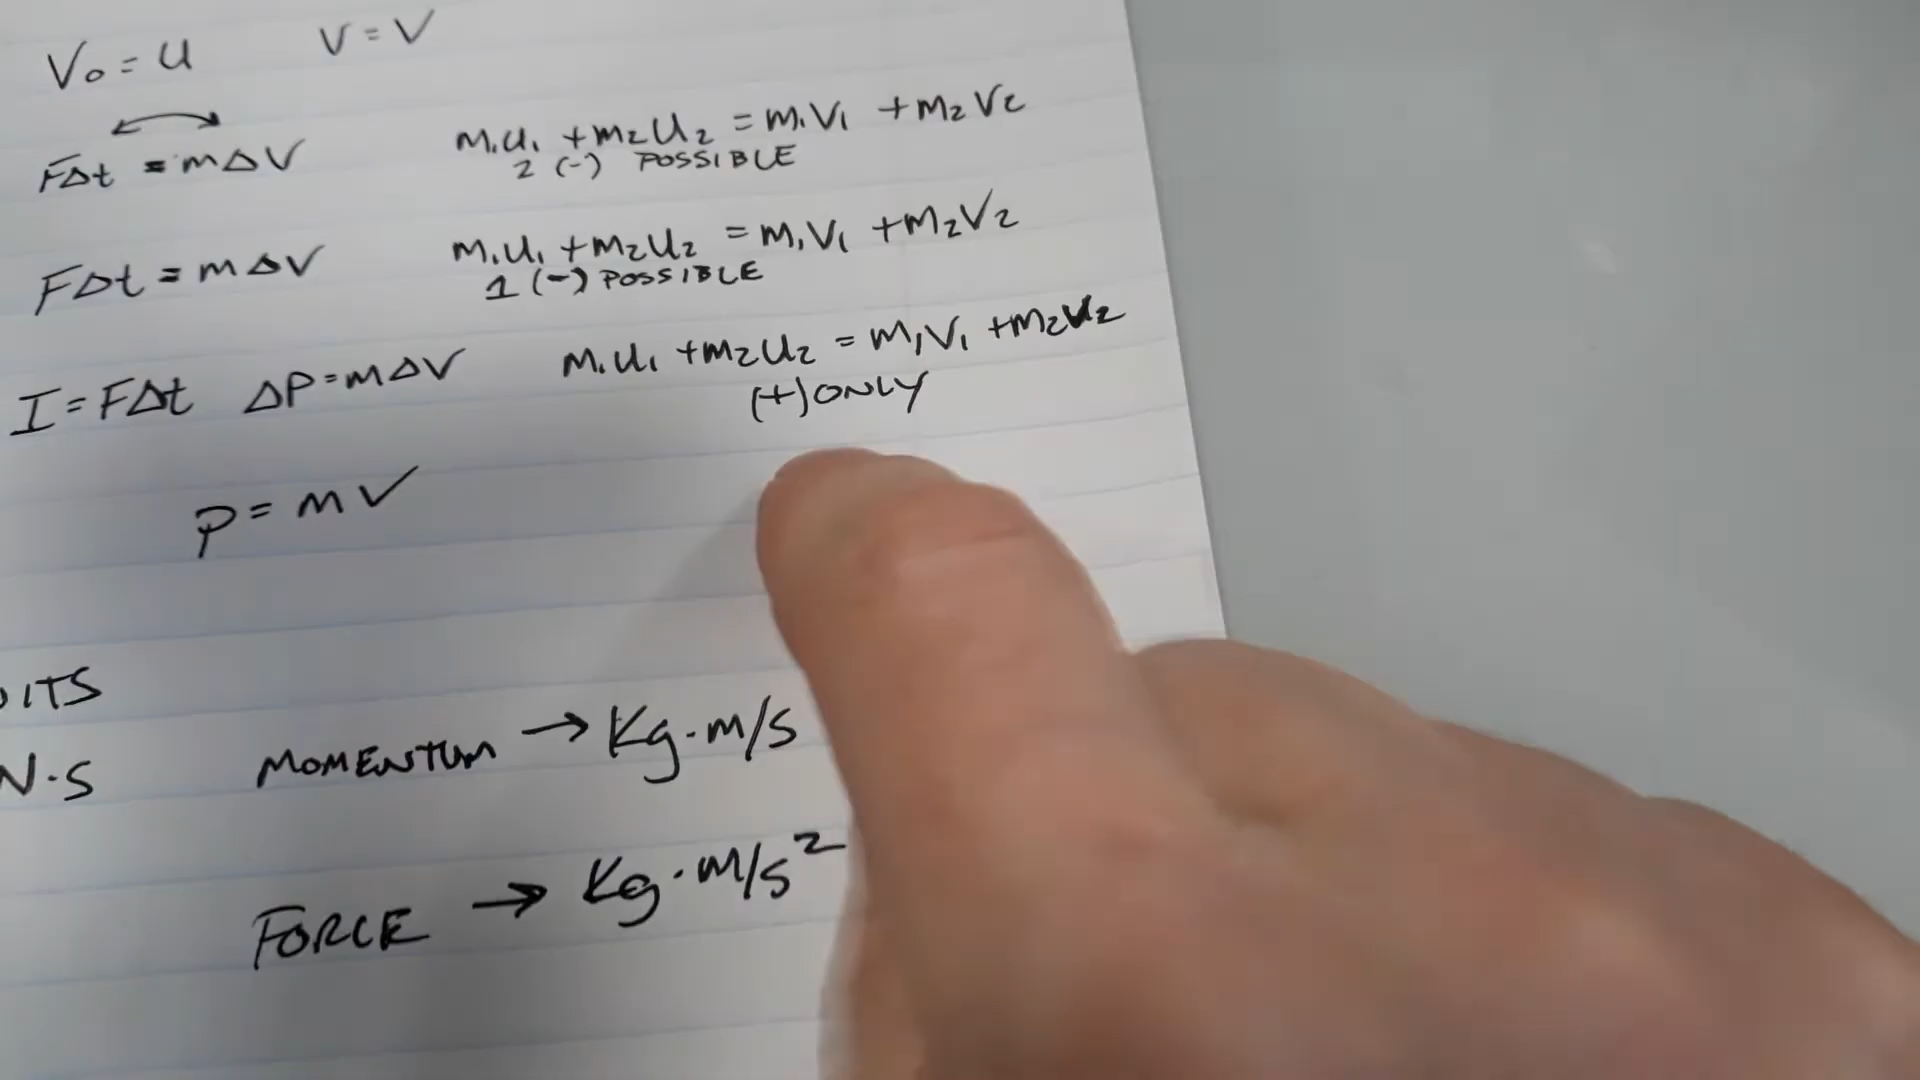 V₀ = u V = V
FΔt = mΔV m₁u₁ + m₂u₂ = m₁V₁ + m₂V₂
2 (-) POSSIBLE
FΔt = mΔV m₁u₁ + m₂u₂ = m₁V₁ + m₂V₂
1 (-) POSSIBLE
I = FΔt ΔP = mΔV m₁u₁ + m₂u₂ = m₁V₁ + m₂V₂
(+) ONLY
P = mV
ITS
N·S MOMENTUM → Kg·m/s
FORCE → Kg·m/s²